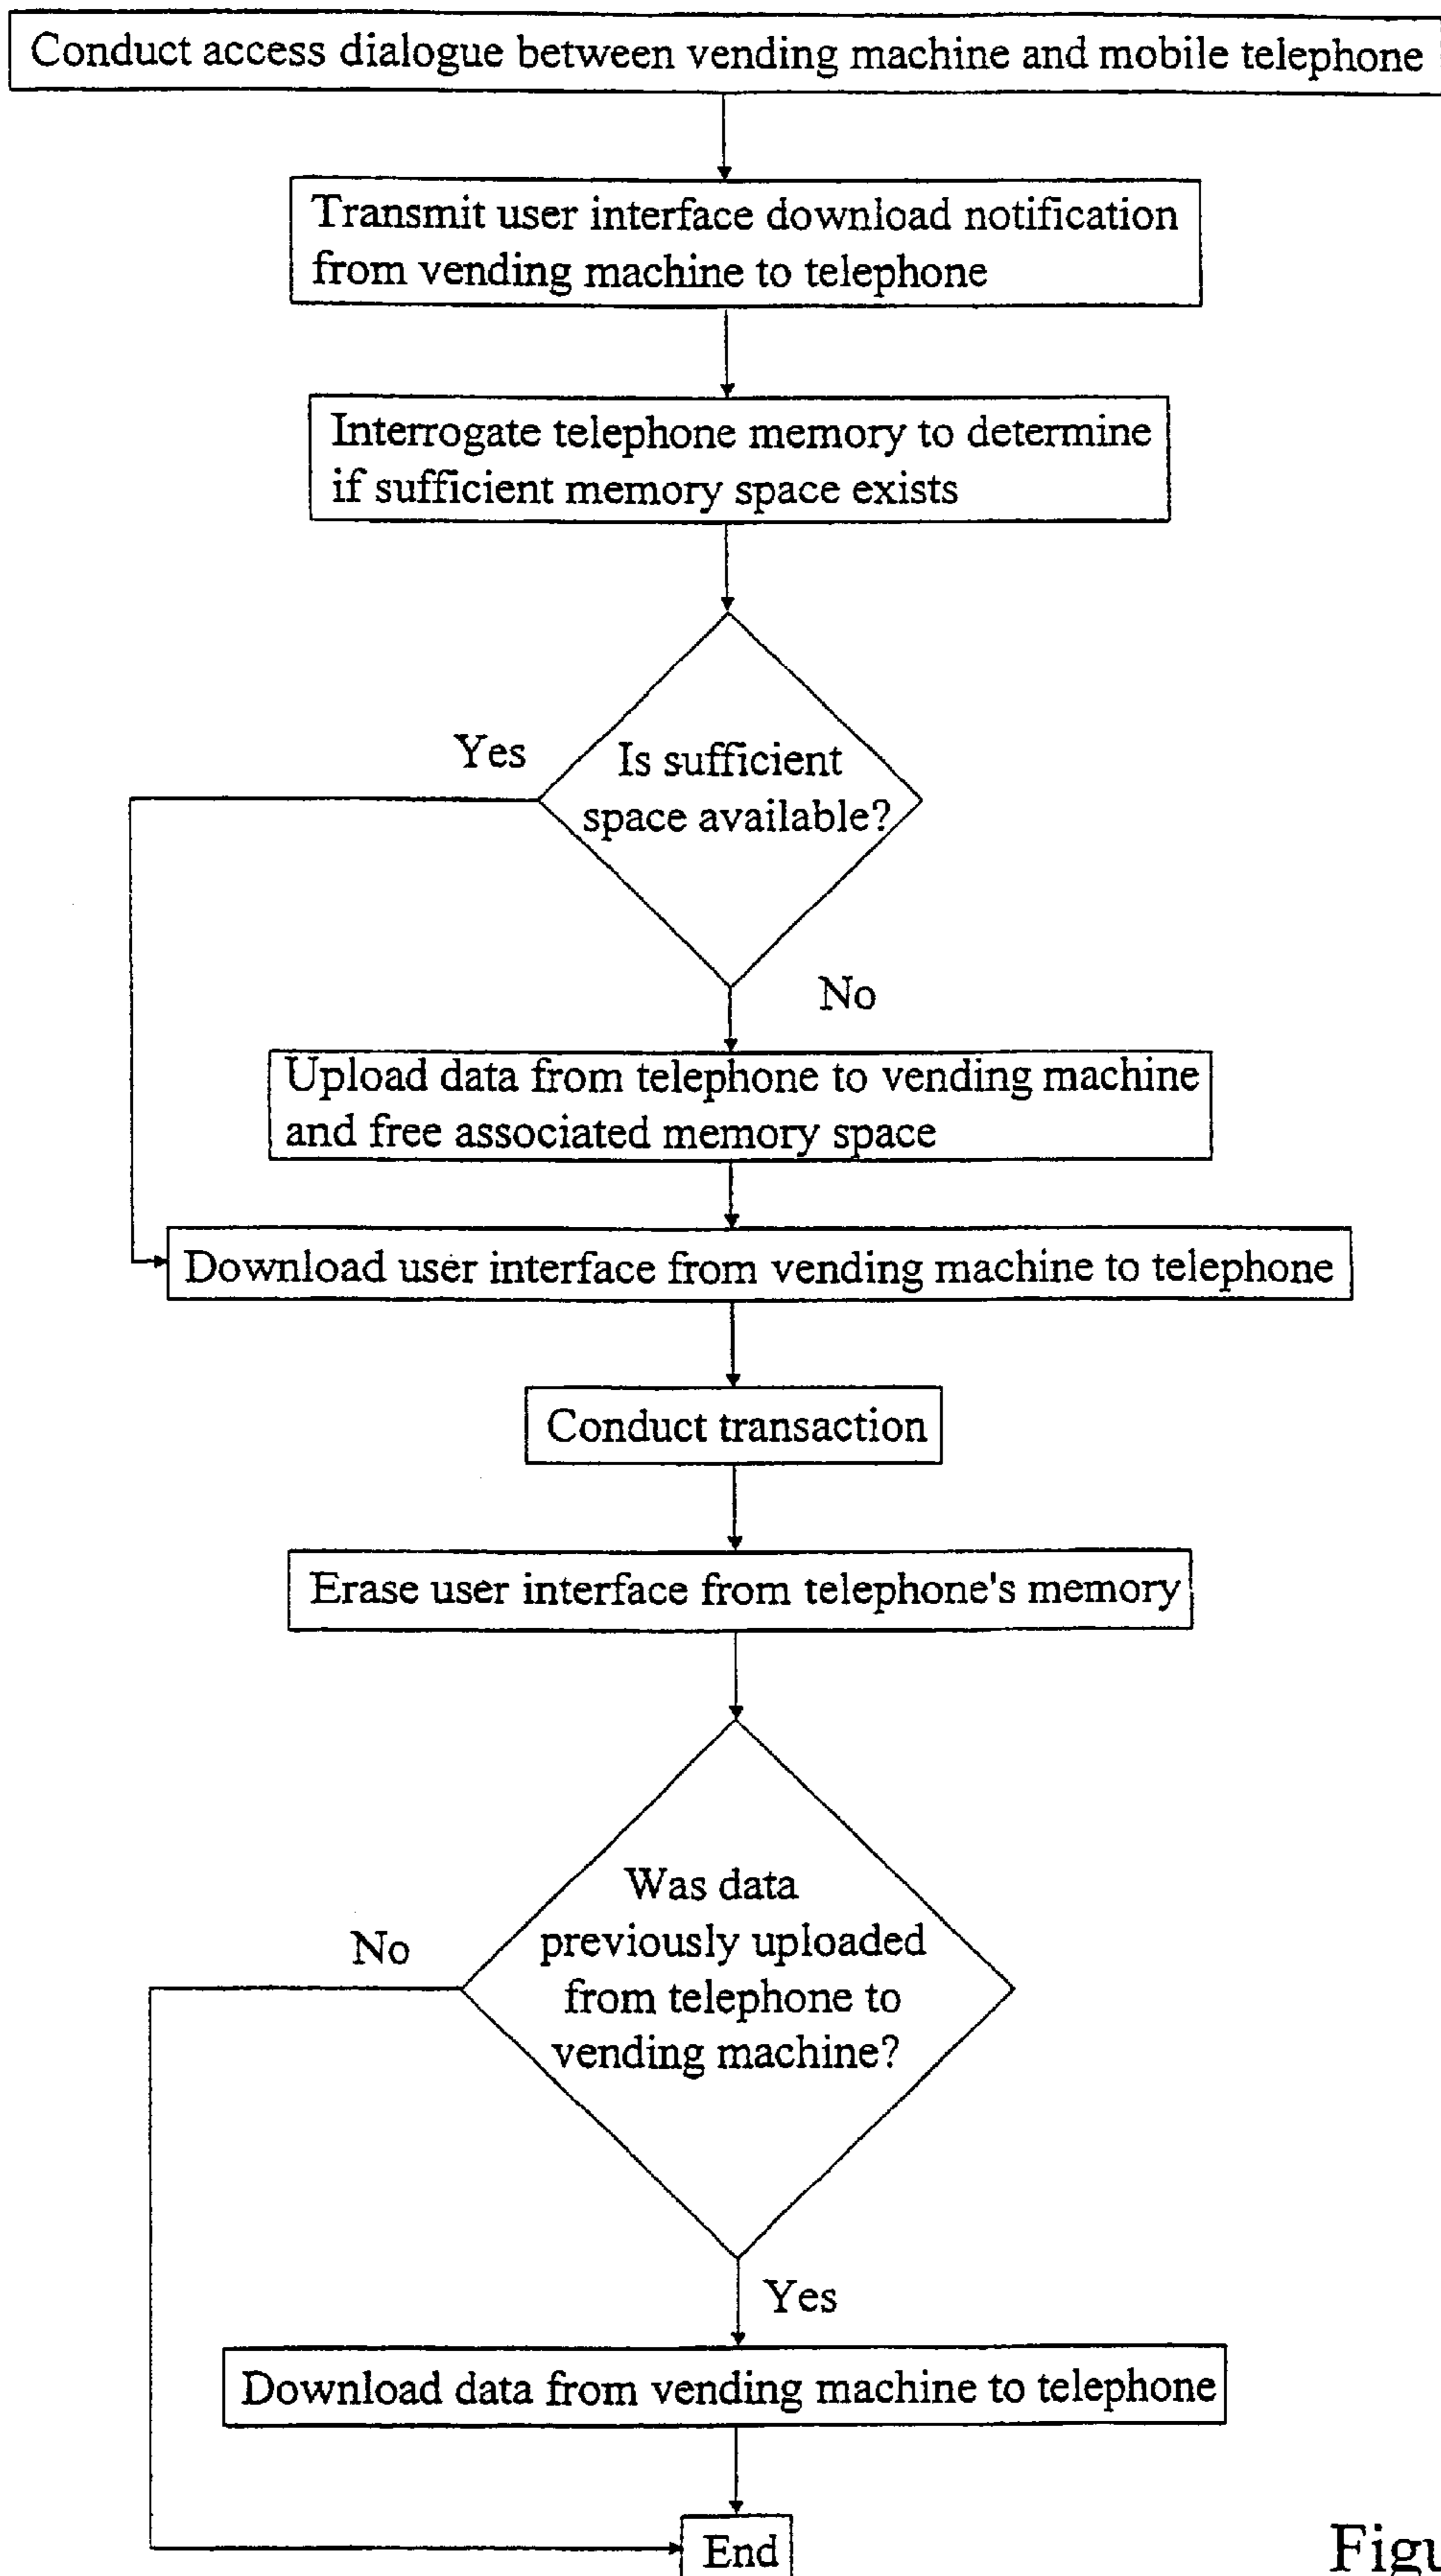 Conduct access dialogue between vending machine and mobile telephone
Transmit user interface download notification
from vending machine to telephone
Interrogate telephone memory to determine
if sufficient memory space exists
Yes
Is sufficient
space available?
No
Upload data from telephone to vending machine
and free associated memory space
Download user interface from vending machine to telephone
Conduct transaction
Erase user interface from telephone's memory
Was data
No
previously uploaded
from telephone to
vending machine?
Yes
Download data from vending machine to telephone
End